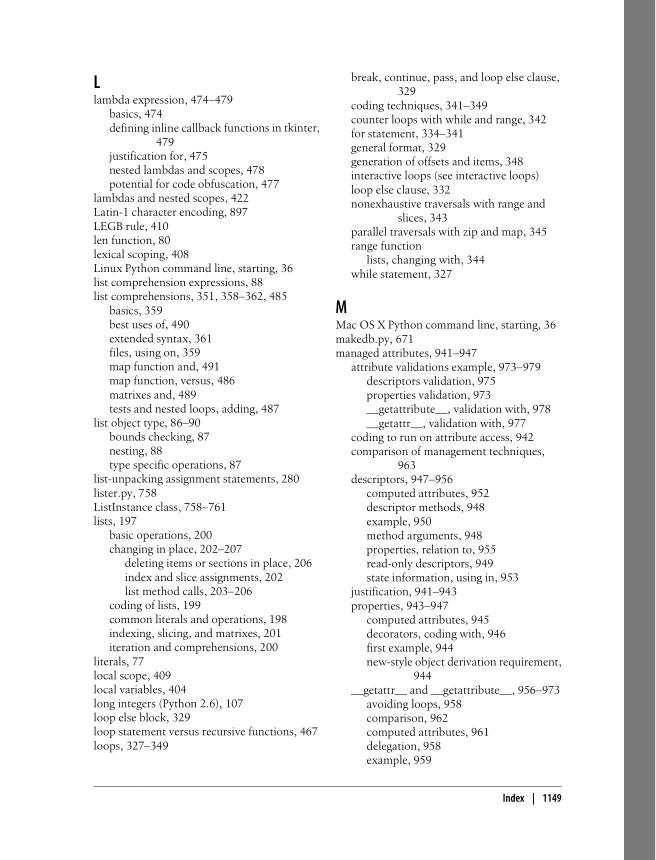 L
lambda expression, 474–479
basics, 474
defining inline callback functions in tkinter,
479
justification for, 475
nested lambdas and scopes, 478
potential for code obfuscation, 477
lambdas and nested scopes, 422
Latin-1 character encoding, 897
LEGB rule, 410
len function, 80
lexical scoping, 408
Linux Python command line, starting, 36
list comprehension expressions, 88
list comprehensions, 351, 358–362, 485
basics, 359
best uses of, 490
extended syntax, 361
files, using on, 359
map function and, 491
map function, versus, 486
matrixes and, 489
tests and nested loops, adding, 487
list object type, 86–90
bounds checking, 87
nesting, 88
type specific operations, 87
list-unpacking assignment statements, 280
lister.py, 758
ListInstance class, 758–761
lists, 197
basic operations, 200
changing in place, 202–207
deleting items or sections in place, 206
index and slice assignments, 202
list method calls, 203–206
coding of lists, 199
common literals and operations, 198
indexing, slicing, and matrixes, 201
iteration and comprehensions, 200
literals, 77
local scope, 409
local variables, 404
long integers (Python 2.6), 107
loop else block, 329
loop statement versus recursive functions, 467
loops, 327–349
break, continue, pass, and loop else clause,
329
coding techniques, 341–349
counter loops with while and range, 342
for statement, 334–341
general format, 329
generation of offsets and items, 348
interactive loops (see interactive loops)
loop else clause, 332
nonexhaustive traversals with range and
slices, 343
parallel traversals with zip and map, 345
range function
lists, changing with, 344
while statement, 327
M
Mac OS X Python command line, starting, 36
makedb.py, 671
managed attributes, 941–947
attribute validations example, 973–979
descriptors validation, 975
properties validation, 973
__getattribute__, validation with, 978
__getattr__, validation with, 977
coding to run on attribute access, 942
comparison of management techniques,
963
descriptors, 947–956
computed attributes, 952
descriptor methods, 948
example, 950
method arguments, 948
properties, relation to, 955
read-only descriptors, 949
state information, using in, 953
justification, 941–943
properties, 943–947
computed attributes, 945
decorators, coding with, 946
first example, 944
new-style object derivation requirement,
944
__getattr__ and __getattribute__, 956–973
avoiding loops, 958
comparison, 962
computed attributes, 961
delegation, 958
example, 959
Index | 1149